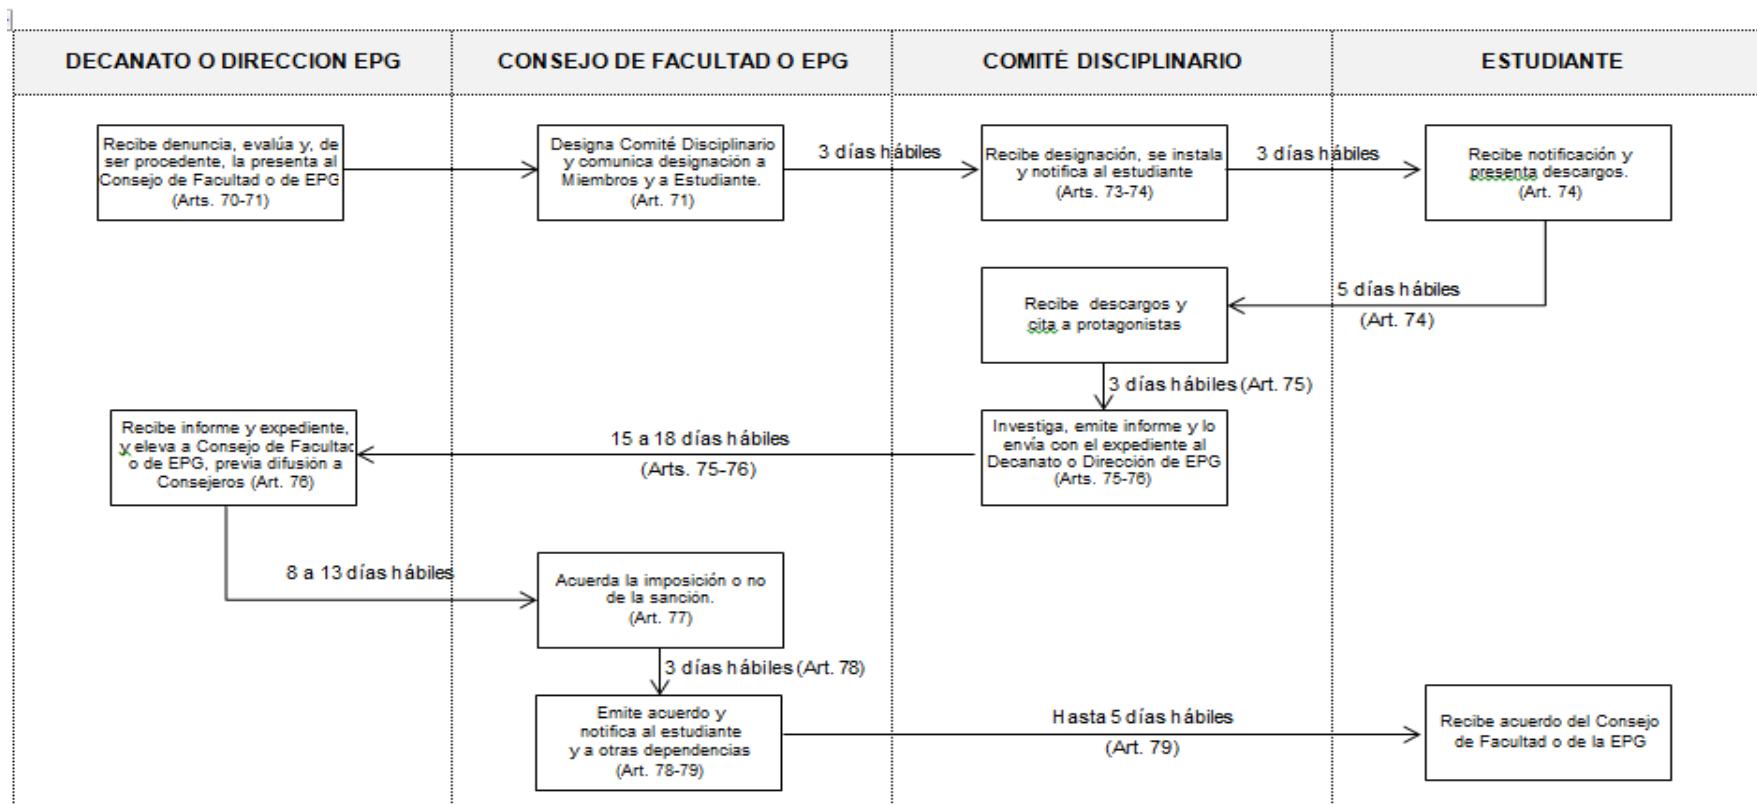 DECANATO O DIRECCION EPG
CONSEJO DE FACULTAD O EPG
COMITÉ DISCIPLINARIO
ESTUDIANTE
Recibe denuncia, evalúa y, de
ser procedente, la presenta al
Consejo de Facultad o de EPG
(Arts. 70-71)
Designa Comité Disciplinario
y comunica designación a
Miembros y a Estudiante.
(Art. 71)
3 días hábiles
Recibe designación, se instala
y notifica al estudiante
(Arts. 73-74)
3 días hábiles
Recibe notificación y
presenta descargos.
(Art. 74)
5 días hábiles
(Art. 74)
Recibe descargos y
cita a protagonistas
3 días hábiles (Art. 75)
Investiga, emite informe y lo
envía con el expediente al
Decanato o Dirección de EPG
(Arts. 75-76)
15 a 18 días hábiles
(Arts. 75-76)
Recibe informe y expediente,
y eleva a Consejo de Facultad
o de EPG, previa difusión a
Consejeros (Art. 76)
8 a 13 días hábiles
Acuerda la imposición o no
de la sanción.
(Art. 77)
3 días hábiles (Art. 78)
Emite acuerdo y
notifica al estudiante
y a otras dependencias
(Art. 78-79)
Hasta 5 días hábiles
(Art. 79)
Recibe acuerdo del Consejo
de Facultad o de la EPG